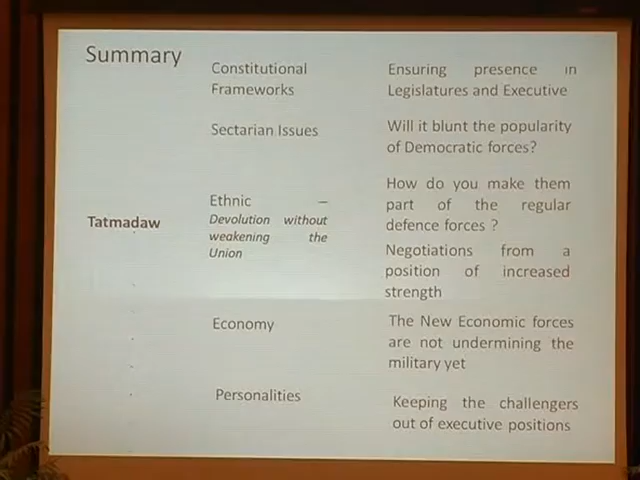 Summary
Constitutional
Frameworks
Ensuring presence in
Legislatures and Executive
Sectarian Issues
Will it blunt the popularity
of Democratic forces?
Tatmadaw
Ethnic –
Devolution without
weakening the
Union
How do you make them
part of the regular
defence forces ?
Negotiations from a
position of increased
strength
Economy
The New Economic forces
are not undermining the
military yet
Personalities
Keeping the challengers
out of executive positions